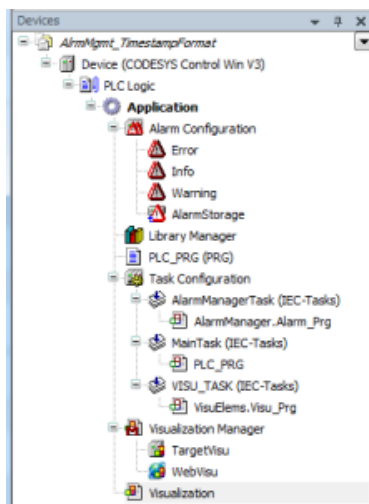 Devices
AlrmMgmt_TimestampFormat
Device (CODESYS Control Win V3)
PLC Logic
Application
Alarm Configuration
Error
Info
Warning
AlarmStorage
Library Manager
PLC_PRG (PRG)
Task Configuration
AlarmManagerTask (IEC-Tasks)
AlarmManager.Alarm_Prg
MainTask (IEC-Tasks)
PLC_PRG
VISU_TASK (IEC-Tasks)
VisuElems.Visu_Prg
Visualization Manager
TargetVisu
WebVisu
Visualization